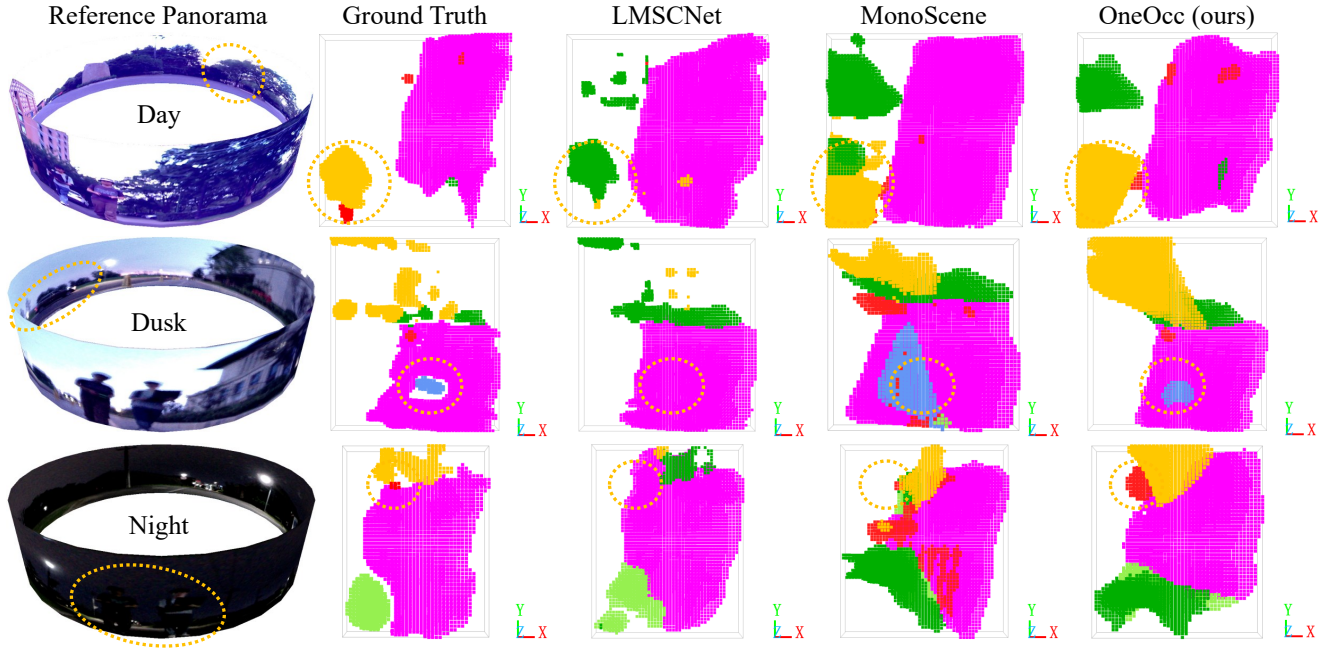 Reference Panorama Ground Truth LMSCNet MonoScene OneOcc (ours)
Day
Y Z X Y Z X Y Z X Y Z X
Dusk
Y Z X Y Z X Y Z X Y Z X
Night
Y Z X Y Z X Y Z X Y Z X